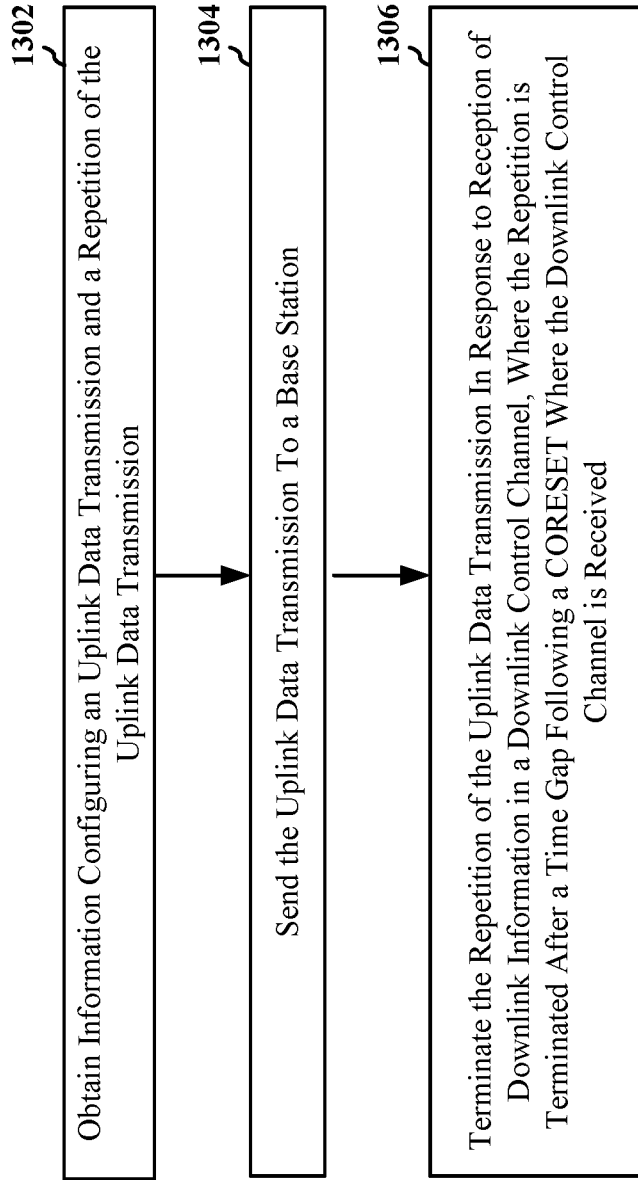 1302
Obtain Information Configuring an Uplink Data Transmission and a Repetition of the
Uplink Data Transmission
1304
Send the Uplink Data Transmission To a Base Station
1306
Terminate the Repetition of the Uplink Data Transmission In Response to Reception of
Downlink Information in a Downlink Control Channel, Where the Repetition is
Terminated After a Time Gap Following a CORESET Where the Downlink Control
Channel is Received